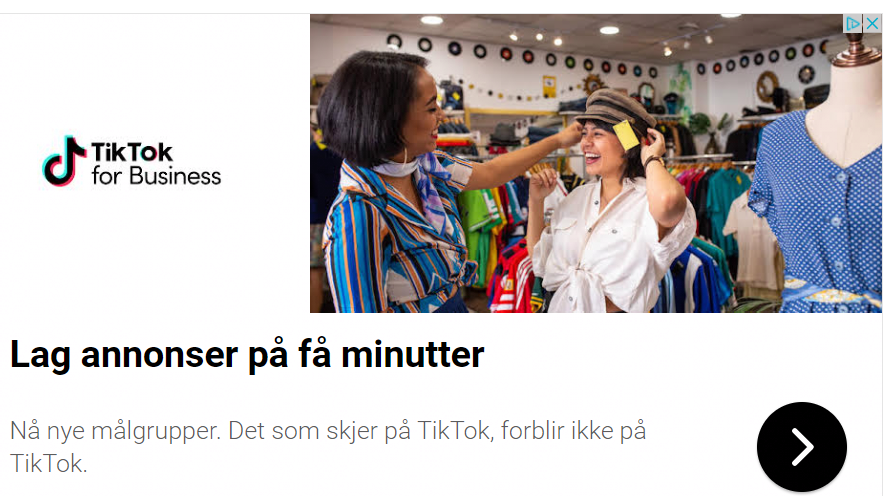 TikTok
for Business
Lag annonser på få minutter
Nå nye målgrupper. Det som skjer på TikTok, forblir ikke på
TikTok.